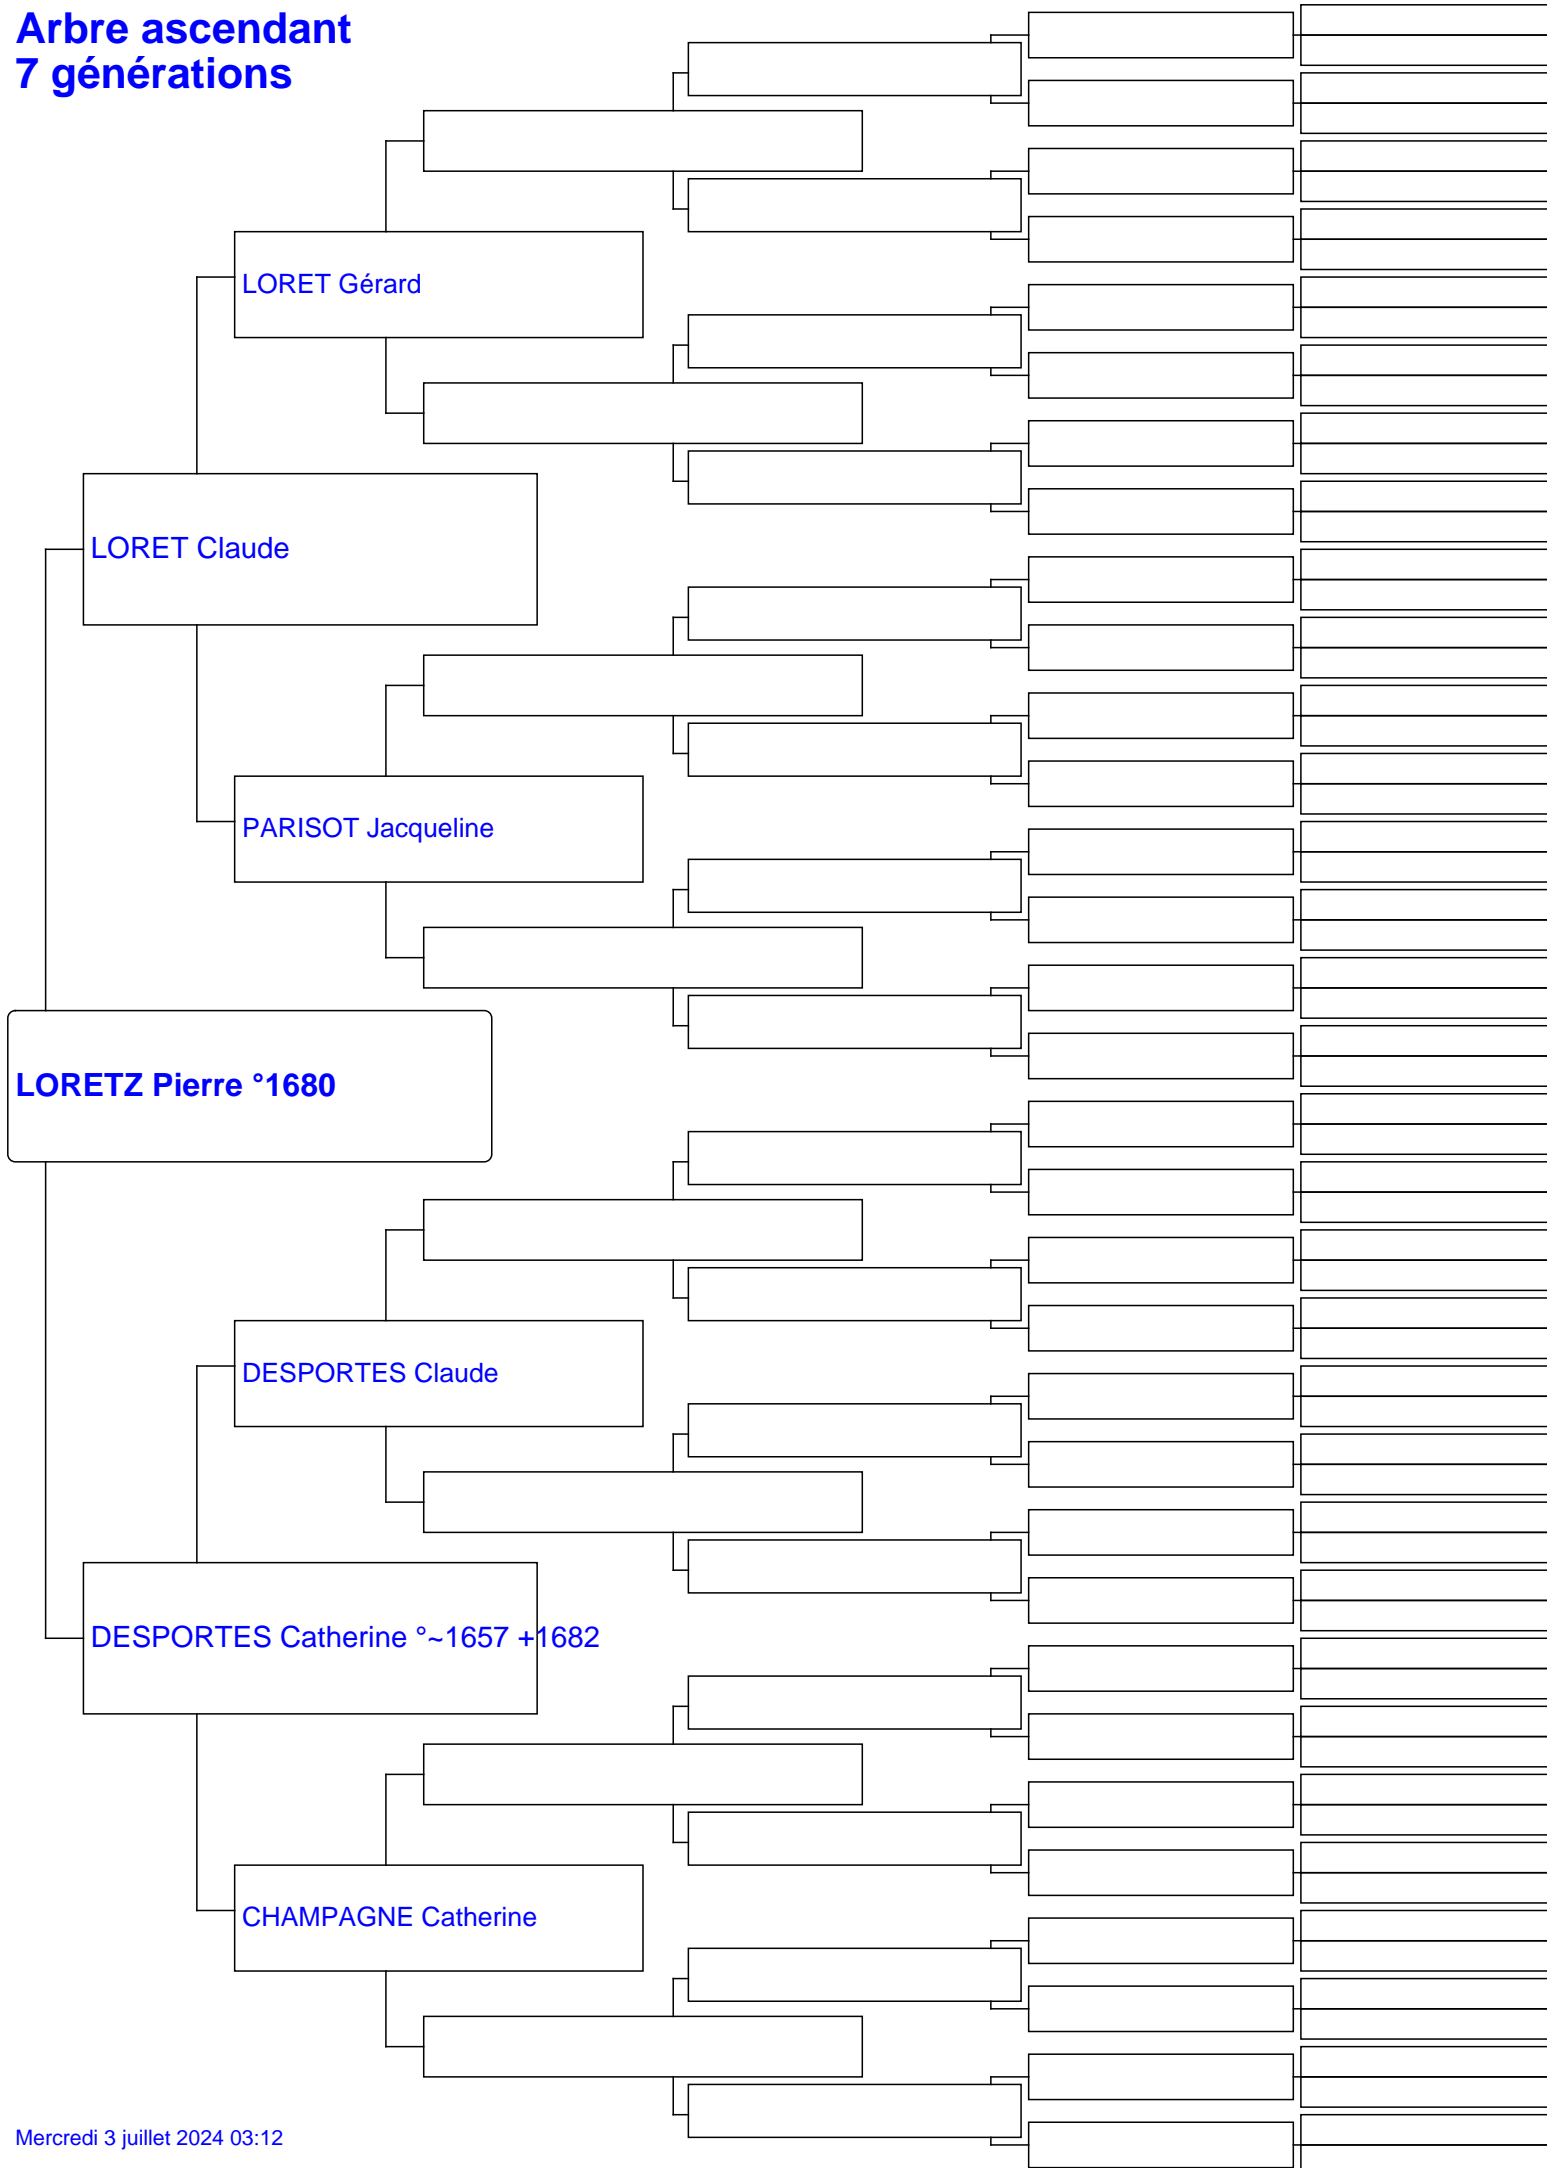 Arbre ascendant
7 générations
LORET Gérard
LORET Claude
PARISOT Jacqueline
LORETZ Pierre °1680
DESPORTES Claude
DESPORTES Catherine °~1657 +1682
CHAMPAGNE Catherine
Mercredi 3 juillet 2024 03:12